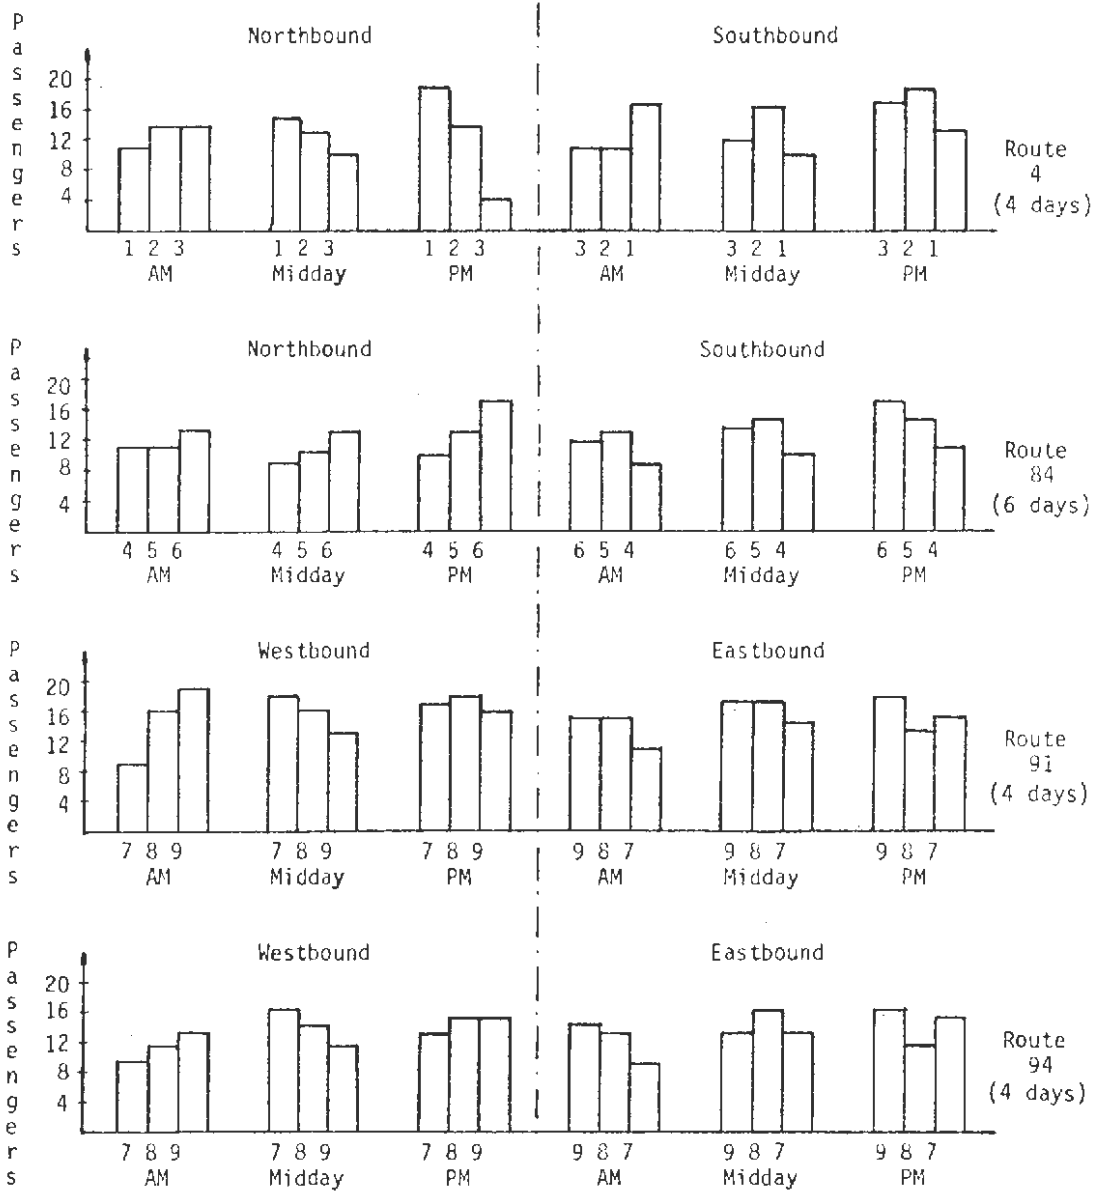 Passengers
Northbound
Southbound
20
16
12
8
4
1 2 3
AM
1 2 3
Midday
1 2 3
PM
3 2 1
AM
3 2 1
Midday
3 2 1
PM
Route
4
(4 days)
Passengers
Northbound
Southbound
20
16
12
8
4
4 5 6
AM
4 5 6
Midday
4 5 6
PM
6 5 4
AM
6 5 4
Midday
6 5 4
PM
Route
84
(6 days)
Passengers
Westbound
Eastbound
20
16
12
8
4
7 8 9
AM
7 8 9
Midday
7 8 9
PM
9 8 7
AM
9 8 7
Midday
9 8 7
PM
Route
91
(4 days)
Passengers
Westbound
Eastbound
20
16
12
8
4
7 8 9
AM
7 8 9
Midday
7 8 9
PM
9 8 7
AM
9 8 7
Midday
9 8 7
PM
Route
94
(4 days)